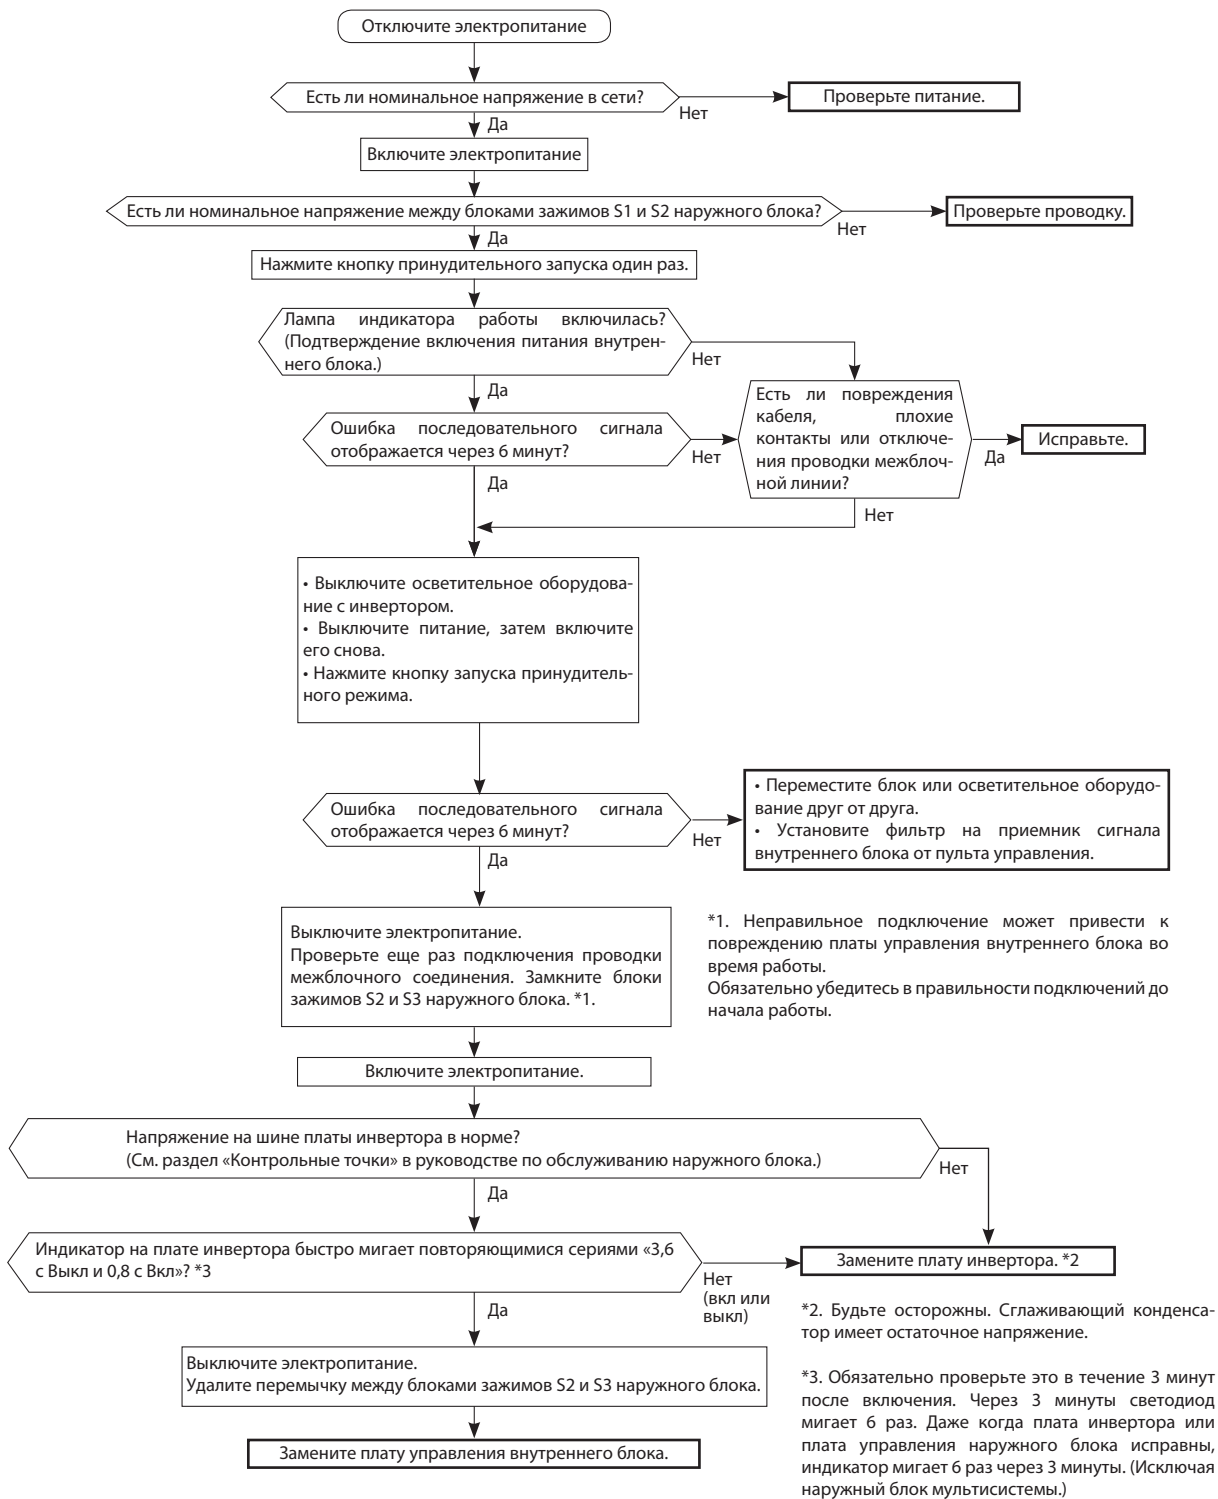 Отключите электропитание
Есть ли номинальное напряжение в сети?
Нет
Проверьте питание.
Да
Включите электропитание
Есть ли номинальное напряжение между блоками зажимов S1 и S2 наружного блока?
Нет
Проверьте проводку.
Да
Нажмите кнопку принудительного запуска один раз.
Лампа индикатора работы включилась?
(Подтверждение включения питания внутрен-
него блока.)
Нет
Да
Ошибка последовательного сигнала
отображается через 6 минут?
Нет
Есть ли повреждения
кабеля, плохие
контакты или отключе-
ния проводки межблоч-
ной линии?
Да
Исправьте.
Да
Нет
• Выключите осветительное оборудова-
ние с инвертором.
• Выключите питание, затем включите
его снова.
• Нажмите кнопку запуска принудитель-
ного режима.
Ошибка последовательного сигнала
отображается через 6 минут?
Нет
• Переместите блок или осветительное оборудо-
вание друг от друга.
• Установите фильтр на приемник сигнала
внутреннего блока от пульта управления.
Да
Выключите электропитание.
Проверьте еще раз подключения проводки
межблочного соединения. Замкните блоки
зажимов S2 и S3 наружного блока. *1.
*1. Неправильное подключение может привести к
повреждению платы управления внутреннего блока во
время работы.
Обязательно убедитесь в правильности подключений до
начала работы.
Включите электропитание.
Напряжение на шине платы инвертора в норме?
(См. раздел «Контрольные точки» в руководстве по обслуживанию наружного блока.)
Нет
Да
Индикатор на плате инвертора быстро мигает повторяющимися сериями «3,6
с Выкл и 0,8 с Вкл»? *3
Нет
(вкл или
выкл)
Замените плату инвертора. *2
Да
*2. Будьте осторожны. Сглаживающий конденса-
тор имеет остаточное напряжение.
Выключите электропитание.
Удалите перемычку между блоками зажимов S2 и S3 наружного блока.
Замените плату управления внутреннего блока.
*3. Обязательно проверьте это в течение 3 минут
после включения. Через 3 минуты светодиод
мигает 6 раз. Даже когда плата инвертора или
плата управления наружного блока исправны,
индикатор мигает 6 раз через 3 минуты. (Исключая
наружный блок мультисистемы.)